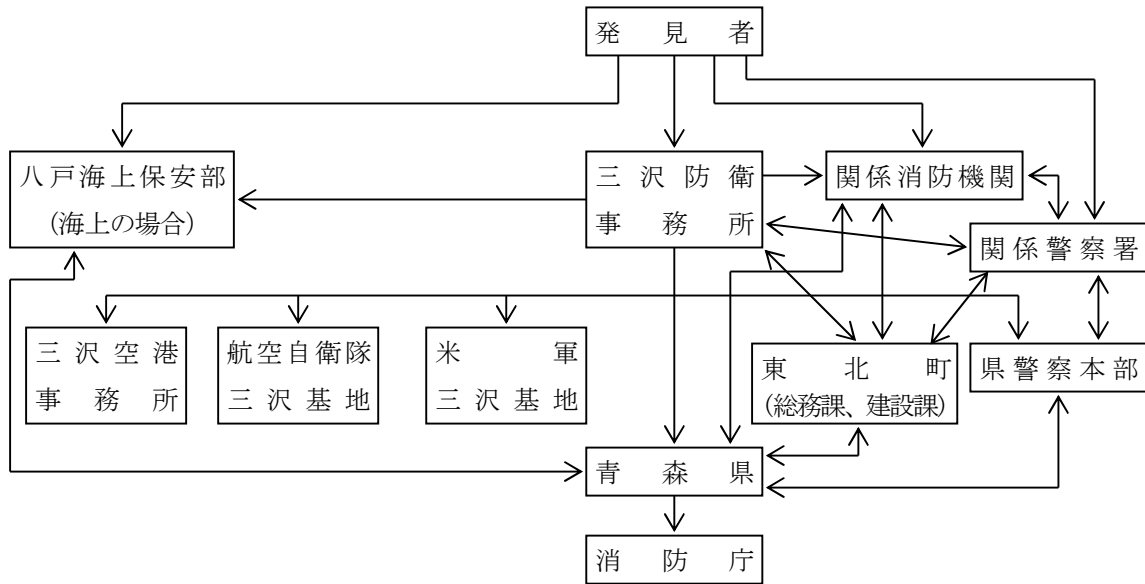 発見者
八戸海上保安部
(海上の場合)
三沢防衛
事務所
関係消防機関
関係警察署
三沢空港
事務所
航空自衛隊
三沢基地
米軍
三沢基地
東北町
(総務課、建設課)
県警察本部
青森県
消防庁